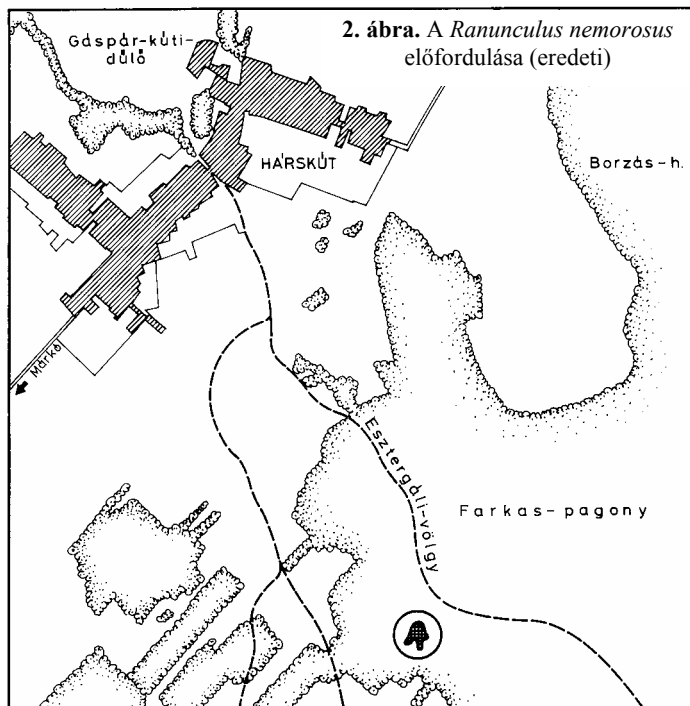 2. ábra. A Ranunculus nemorosus
előfordulása (eredeti)
Gáspár-kúti-
dűlő
HÁRSKÚT
Borzás-h.
Márkó
Esztergáli-völgy
Farkas-pagony